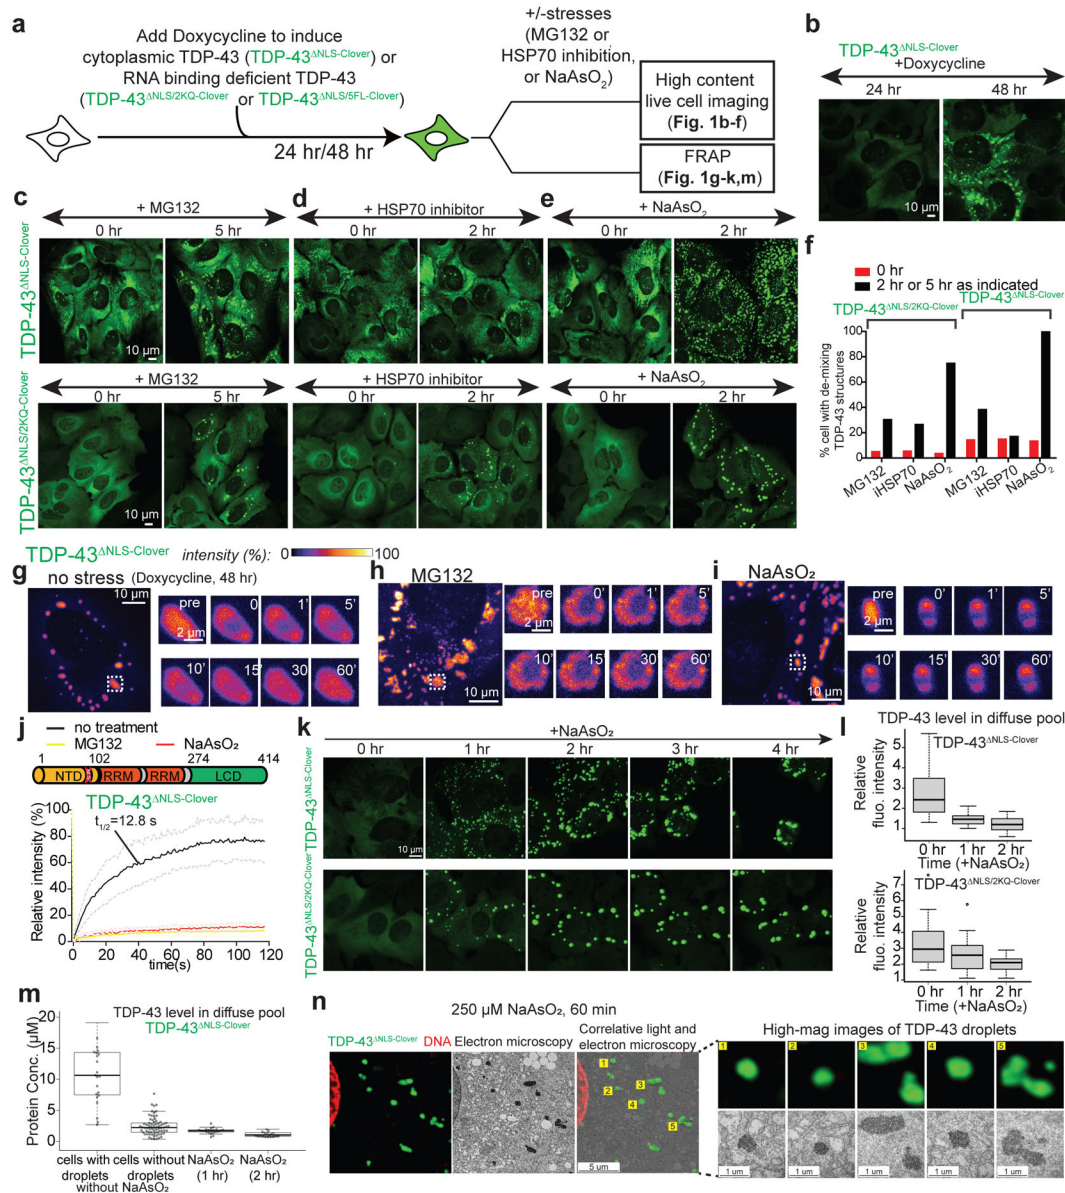 a
Add Doxycycline to induce
cytoplasmic TDP-43 (TDP-43ΔNLS-Clover) or
RNA binding deficient TDP-43
(TDP-43ΔNLS/2KQ-Clover or TDP-43ΔNLS/5FL-Clover)
24 hr/48 hr
+/-stresses
(MG132 or
HSP70 inhibition,
or NaAsO₂)
High content
live cell imaging
(Fig. 1b-f)
FRAP
(Fig. 1g-k,m)
b
TDP-43ΔNLS-Clover
+Doxycycline
24 hr 48 hr
10 µm
c
+ MG132
0 hr 5 hr
TDP-43ΔNLS-Clover
10 µm
d
+ HSP70 inhibitor
0 hr 2 hr
e
+ NaAsO₂
0 hr 2 hr
+ MG132
0 hr 5 hr
TDP-43ΔNLS/2KQ-Clover
10 µm
+ HSP70 inhibitor
0 hr 2 hr
+ NaAsO₂
0 hr 2 hr
f
0 hr
2 hr or 5 hr as indicated
TDP-43ΔNLS/2KQ-Clover
TDP-43ΔNLS-Clover
% cell with de-mixing
TDP-43 structures
100
80
60
40
20
0
MG132 iHSP70 NaAsO₂ MG132 iHSP70 NaAsO₂
TDP-43ΔNLS-Clover intensity (%): 0 100
g
no stress (Doxycycline, 48 hr)
10 µm
pre 0 1' 5'
2 µm
10' 15' 30 60'
h
MG132
10 µm
pre 0' 1' 5'
2 µm
10' 15' 30 60'
i
NaAsO₂
10 µm
pre 0' 1' 5'
2 µm
10' 15' 30' 60'
j
no treatment
MG132 NaAsO₂
1 102 274 414
NTD RRM RRM LCD
TDP-43ΔNLS-Clover
t1/2=12.8 s
Relative intensity (%)
100
80
60
40
20
0
0 20 40 60 80 100 120
time(s)
k
+NaAsO₂
0 hr 1 hr 2 hr 3 hr 4 hr
TDP-43ΔNLS-Clover
10 µm
TDP-43ΔNLS/2KQ-Clover
l
TDP-43 level in diffuse pool
TDP-43ΔNLS-Clover
Relative
fluo. intensity
5
4
3
2
1
0 hr 1 hr 2 hr
Time (+NaAsO₂)
TDP-43ΔNLS/2KQ-Clover
Relative
fluo. intensity
7
6
5
4
3
2
1
0 hr 1 hr 2 hr
Time (+NaAsO₂)
m
TDP-43 level in diffuse pool
TDP-43ΔNLS-Clover
Protein Conc. (µM)
20
15
10
5
0
cells with
droplets
cells without
droplets
without NaAsO₂
NaAsO₂
(1 hr)
NaAsO₂
(2 hr)
n
250 µM NaAsO₂, 60 min
TDP-43ΔNLS-Clover DNA
Electron microscopy
Correlative light and
electron microscopy
1
2
3
4
5
5 um
High-mag images of TDP-43 droplets
1 2 3 4 5
1 um 1 um 1 um 1 um 1 um